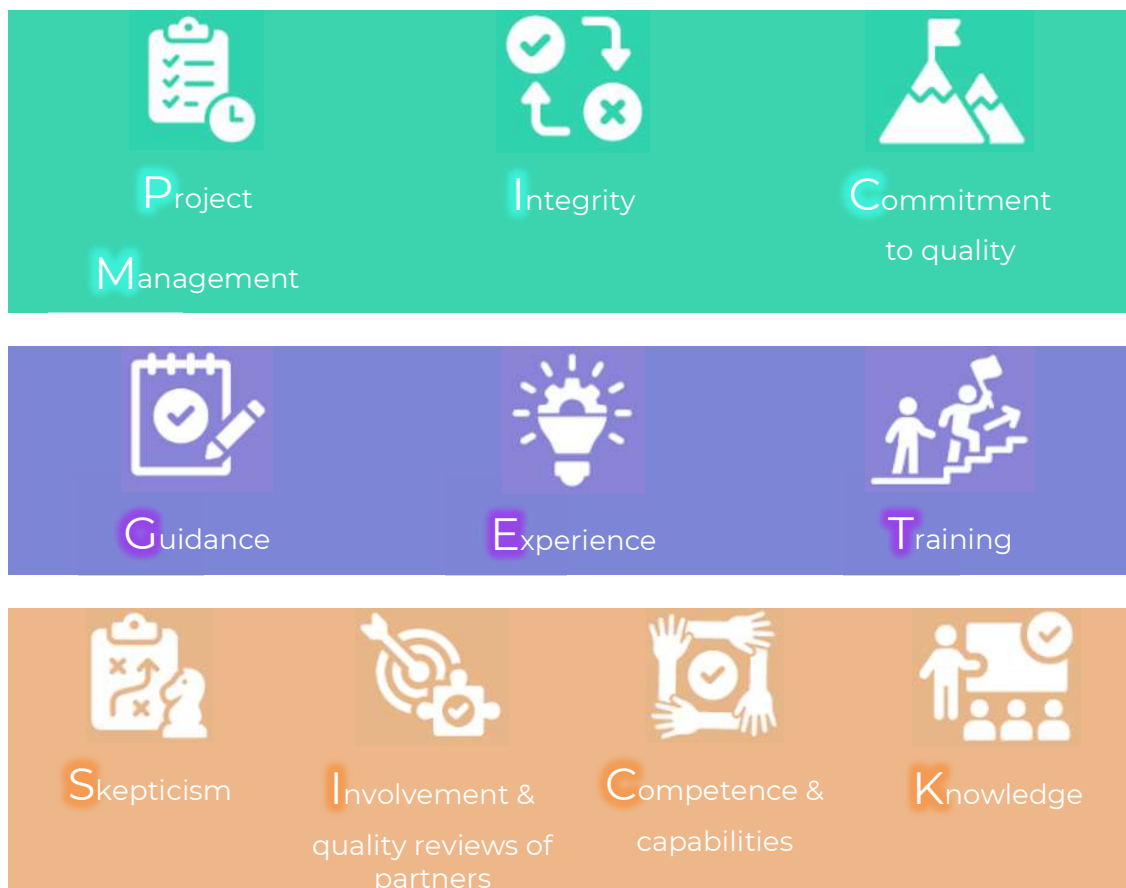 Project
Integrity
Commitment
to quality
Management
Guidance
Experience
Training
Skepticism
Involvement &
quality reviews of
partners
Competence &
capabilities
Knowledge